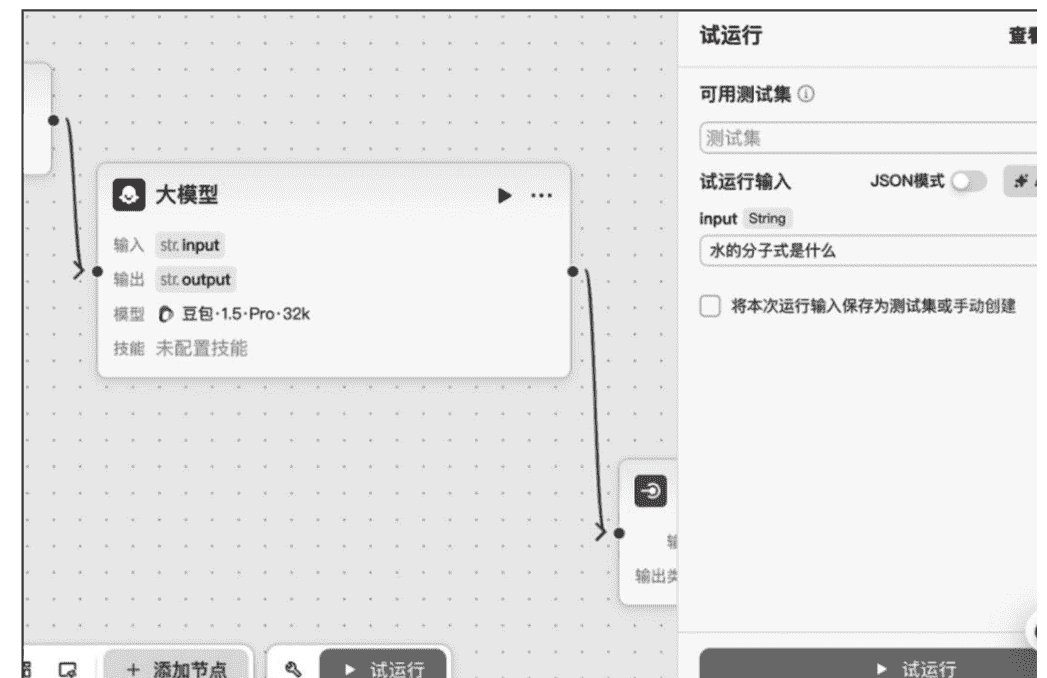 大模型
输入 str. input
输出 str. output
模型 豆包·1.5·Pro·32k
技能 未配置技能
输出类
添加节点
试运行
试运行
查看
可用测试集
测试集
试运行输入 JSON模式
input String
水的分子式是什么
将本次运行输入保存为测试集或手动创建
试运行